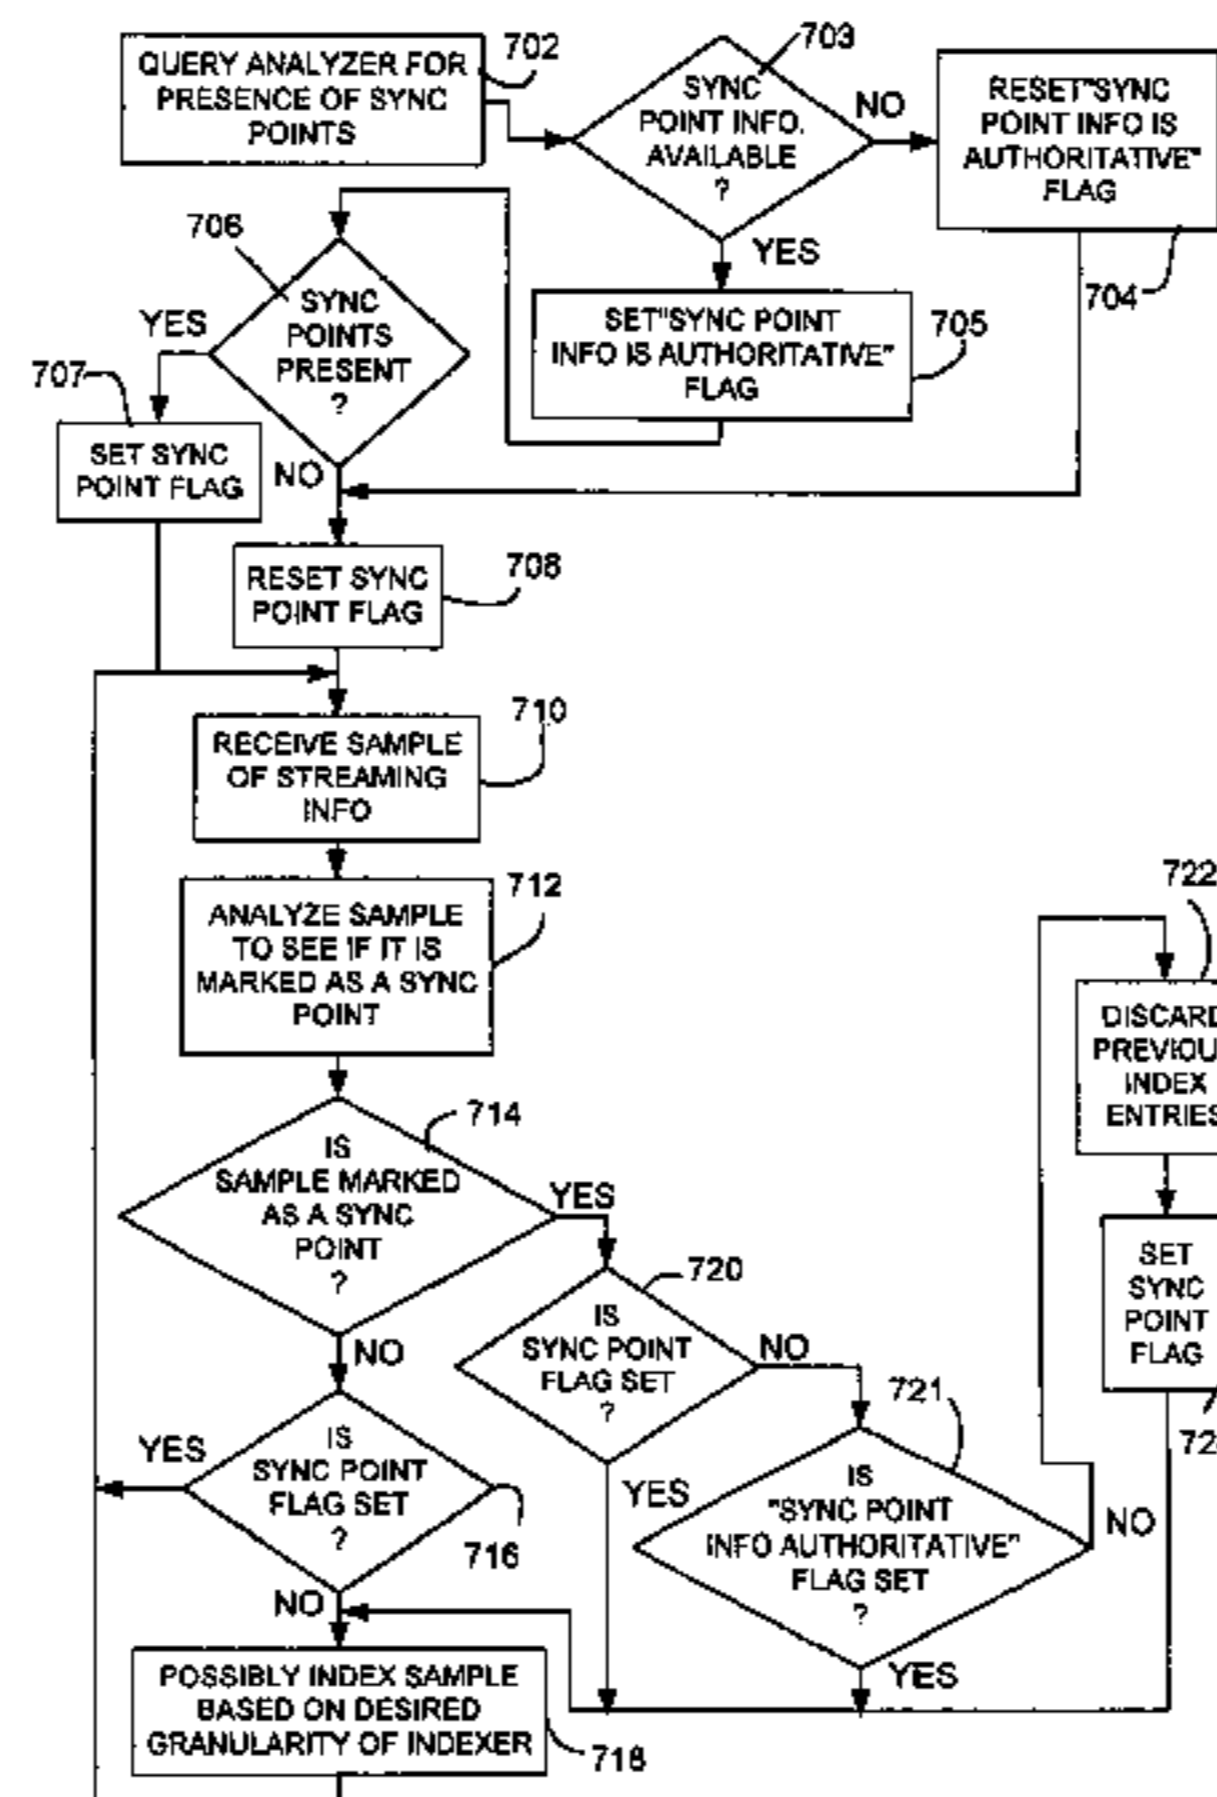 QUERY ANALYZER FOR
PRESENCE OF SYNC
POINTS
702
703
SYNC
POINT INFO.
AVAILABLE
?
NO
YES
RESET"SYNC
POINT INFO IS
AUTHORITATIVE"
FLAG
704
SET"SYNC POINT
INFO IS AUTHORITATIVE"
FLAG
705
706
SYNC
POINTS
PRESENT
?
YES
NO
707
SET SYNC
POINT FLAG
RESET SYNC
POINT FLAG
708
RECEIVE SAMPLE
OF STREAMING
INFO
710
ANALYZE SAMPLE
TO SEE IF IT IS
MARKED AS A SYNC
POINT
712
IS
SAMPLE MARKED
AS A SYNC
POINT
?
714
YES
NO
IS
SYNC POINT
FLAG SET
?
716
YES
NO
IS
SYNC POINT
FLAG SET
?
720
NO
YES
IS
"SYNC POINT
INFO AUTHORITATIVE"
FLAG SET
?
721
NO
YES
722
DISCARD
PREVIOU
INDEX
ENTRIES
SET
SYNC
POINT
FLAG
72
POSSIBLY INDEX SAMPLE
BASED ON DESIRED
GRANULARITY OF INDEXER
718